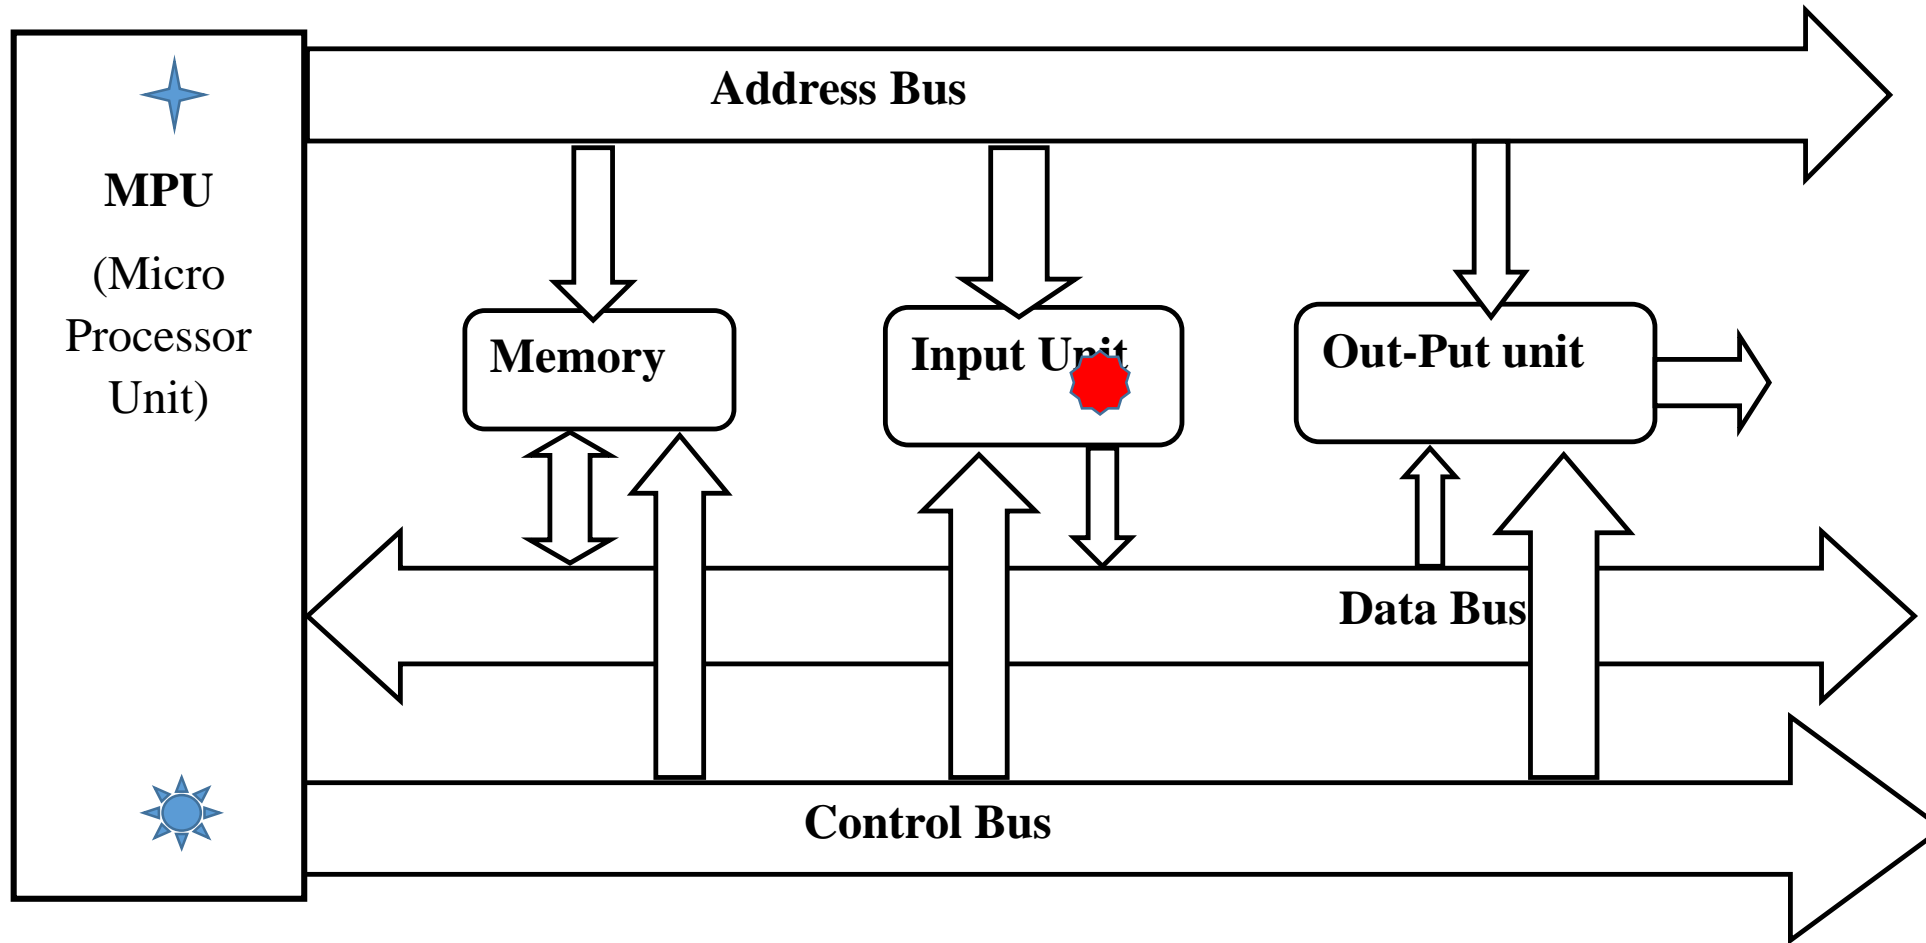 Address Bus
MPU
(Micro
Processor
Unit)
Memory
Input Unit
Out-Put unit
Data Bus
Control Bus